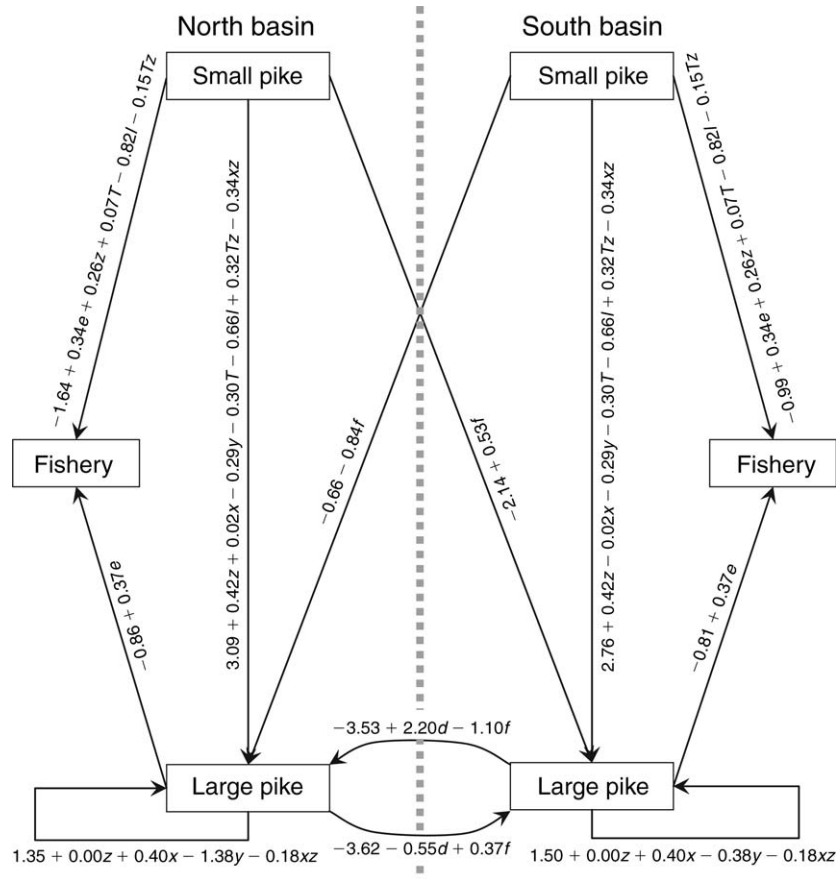 North basin
South basin
Small pike
Small pike
−1.64 + 0.34e + 0.26z + 0.07T − 0.82l − 0.15Tz
3.09 + 0.42z + 0.02x − 0.29y − 0.30T − 0.66l + 0.32Tz − 0.34xz
−0.66 − 0.84f
−2.14 + 0.53f
2.76 + 0.42z − 0.02x − 0.29y − 0.30T − 0.66l + 0.32Tz − 0.34xz
−0.99 + 0.34e + 0.26z + 0.07T − 0.82l − 0.15Tz
Fishery
Fishery
−0.86 + 0.37e
−0.81 + 0.37e
−3.53 + 2.20d − 1.10f
Large pike
Large pike
−3.62 − 0.55d + 0.37f
1.35 + 0.00z + 0.40x − 1.38y − 0.18xz
1.50 + 0.00z + 0.40x − 0.38y − 0.18xz